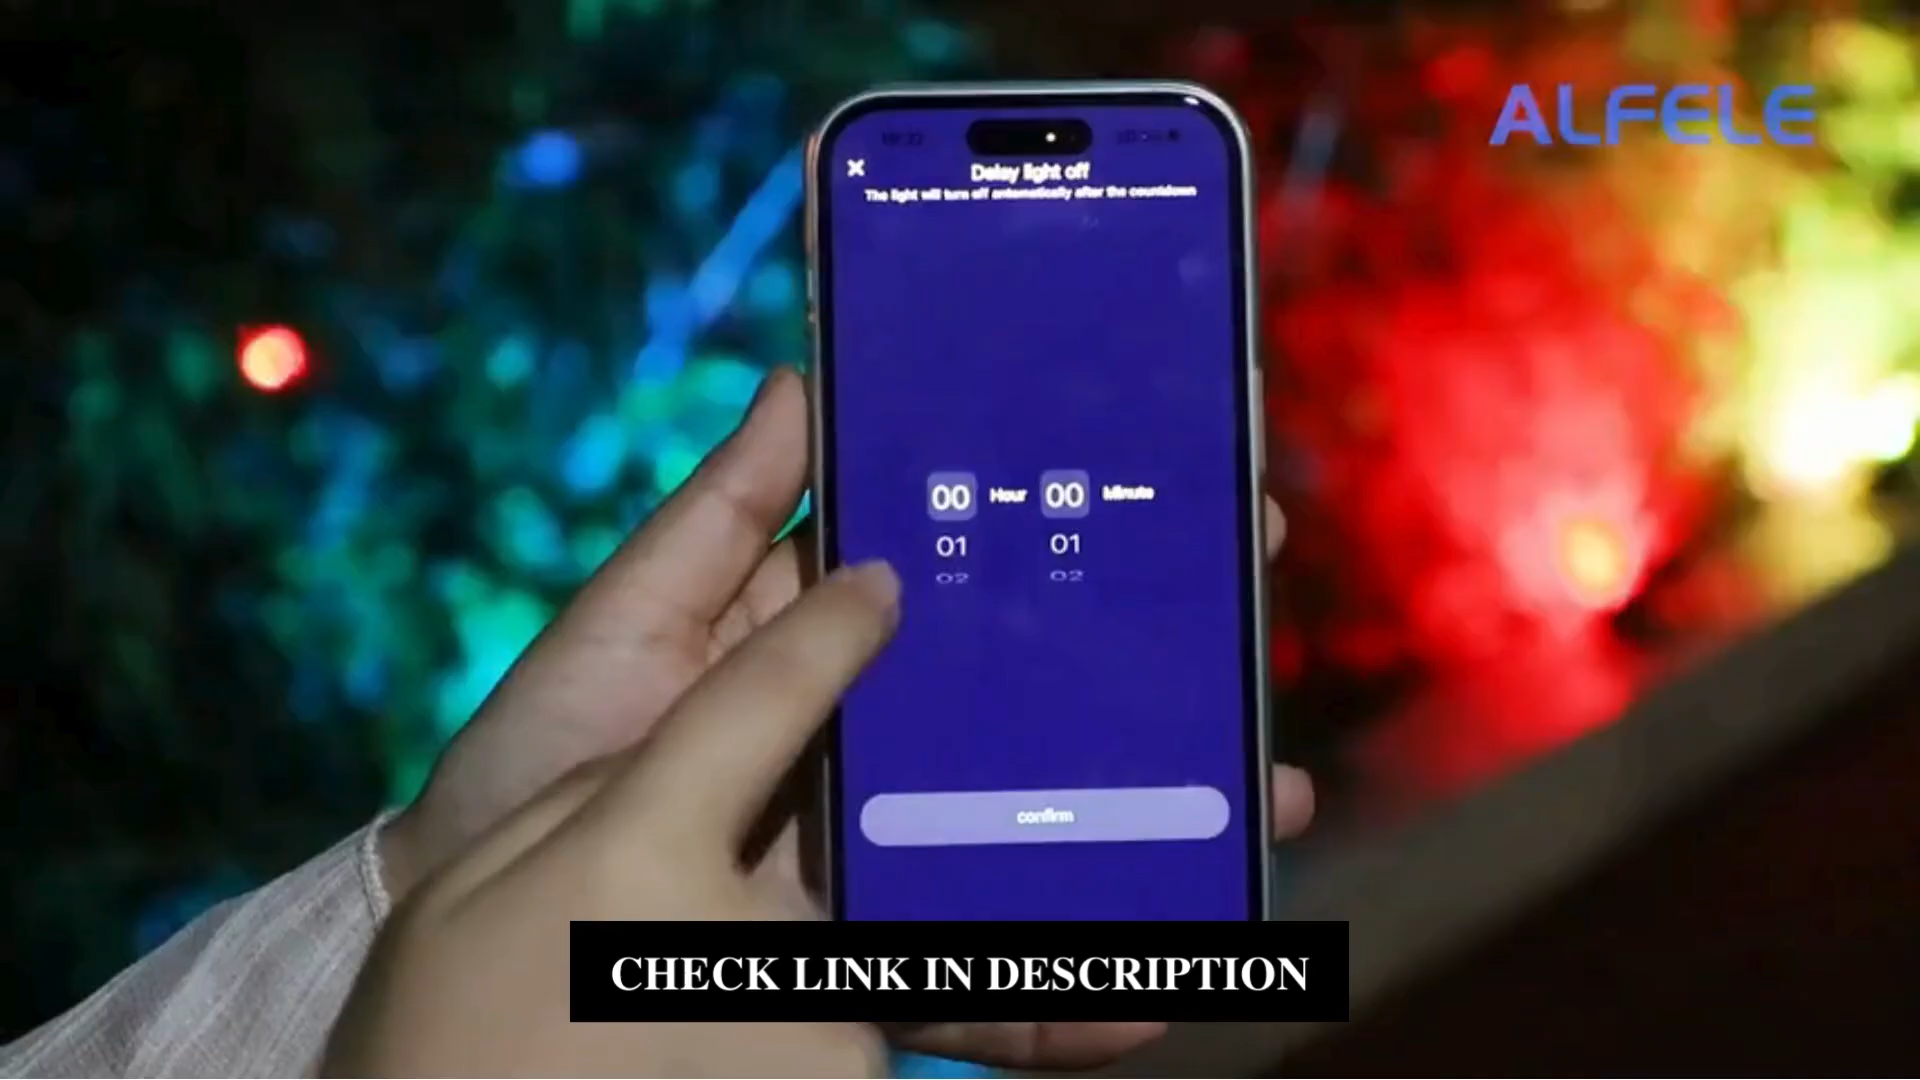 ALFELE
Delay light off
The light will turn off automatically after the countdown
00 Hour 00 Minute
01 01
02 02
confirm
CHECK LINK IN DESCRIPTION